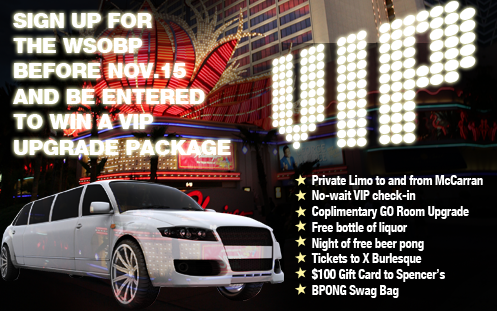 SIGN UP FOR
THE WSOBP
BEFORE NOV.15
AND BE ENTERED
TO WIN A VIP
UPGRADE PACKAGE
VIP
Private Limo to and from McCarran
No-wait VIP check-in
Coplimentary GO Room Upgrade
Free bottle of liquor
Night of free beer pong
Tickets to X Burlesque
$100 Gift Card to Spencer's
BPONG Swag Bag